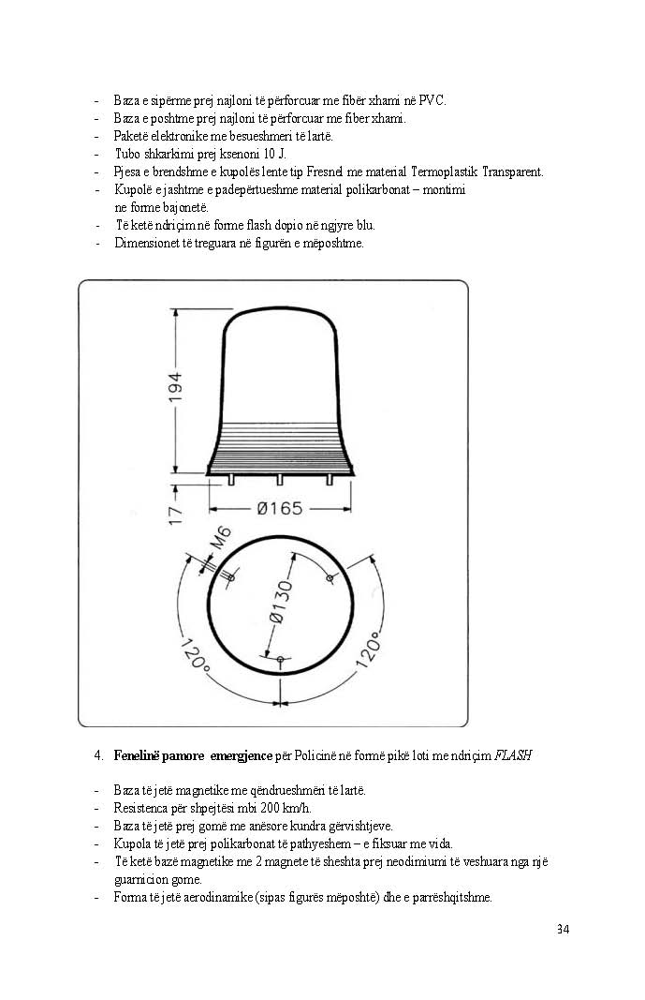 - Baza e sipërme prej najloni të përforcuar me fibër xhami në PVC.
- Baza e poshtme prej najloni të përforcuar me fiber xhami.
- Paketë elektronike me besueshmeri të lartë.
- Tubo shkarkimi prej ksenoni 10 J.
- Pjesa e brendshme e kupolës lente tip Fresnel me material Termoplastik Transparent.
- Kupolë e jashtme e padepërtueshme material polikarbonat – montimi
ne forme bajonetë.
- Të ketë ndriçim në forme flash dopio në ngjyre blu.
- Dimensionet të treguara në figurën e mëposhtme.
194
17
Ø165
M6
Ø130
120°
120°
4. Fenelinë pamore emergjence për Policinë në formë pikë loti me ndriçim FLASH
- Baza të jetë magnetike me qëndrueshmëri të lartë.
- Resistenca për shpejtësi mbi 200 km/h.
- Baza të jetë prej gomë me anësore kundra gërvishtjeve.
- Kupola të jetë prej polikarbonat të pathyeshem – e fiksuar me vida.
- Të ketë bazë magnetike me 2 magnete të sheshta prej neodimiumi të veshuara nga një
guarnicion gome.
- Forma të jetë aerodinamike (sipas figurës mëposhtë) dhe e parrëshqitshme.
34